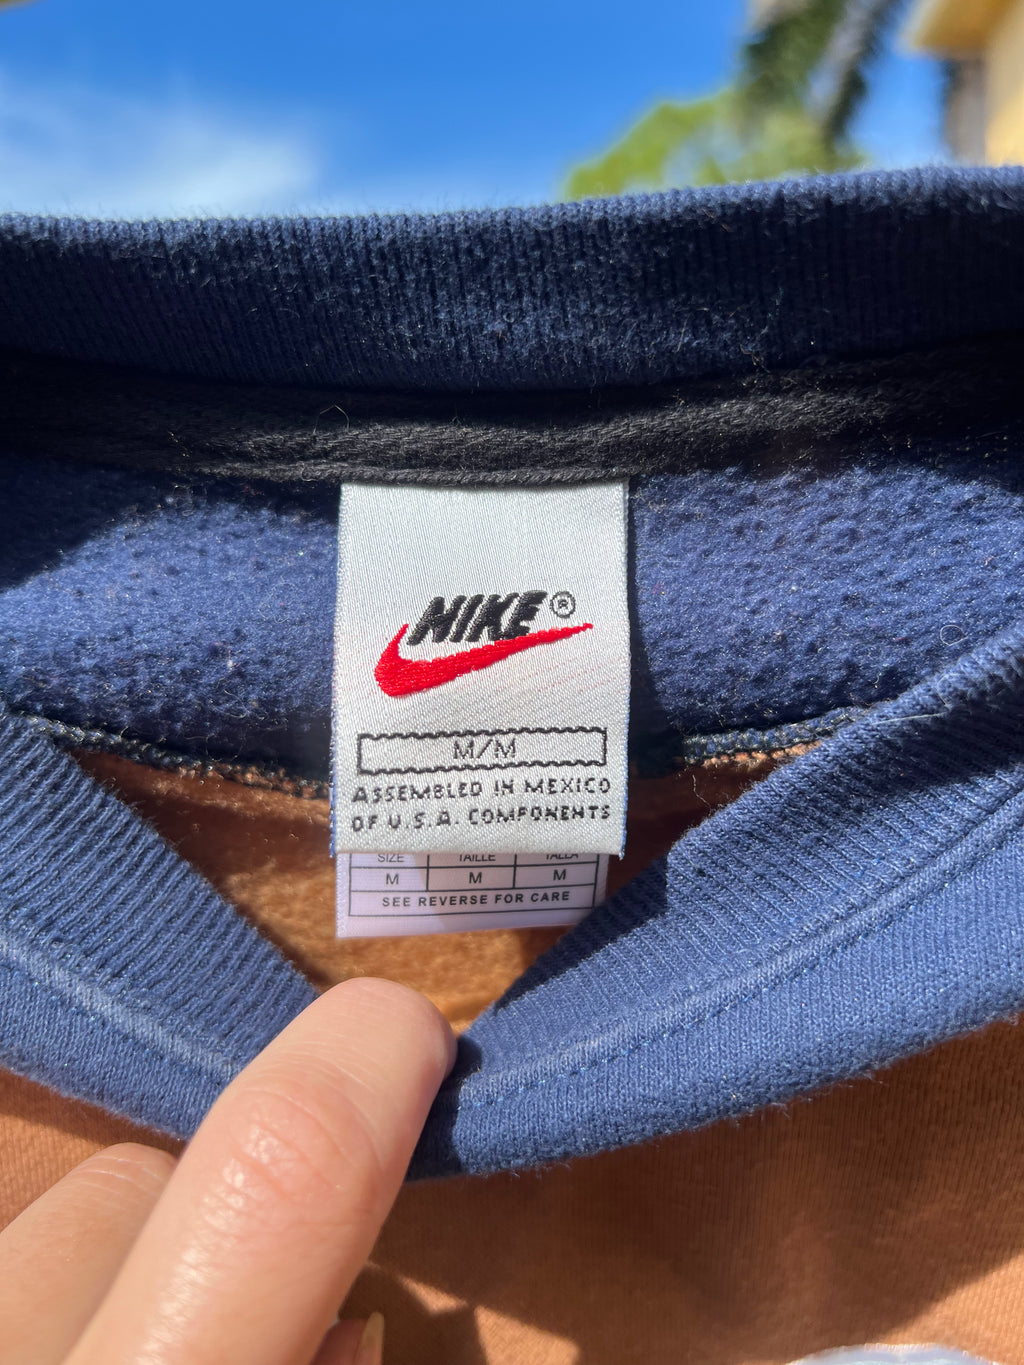 NIKE®
M/M
ASSEMBLED IN MEXICO
OF U.S.A. COMPONENTS
SIZE TAILLE TALLA
M M M
SEE REVERSE FOR CARE